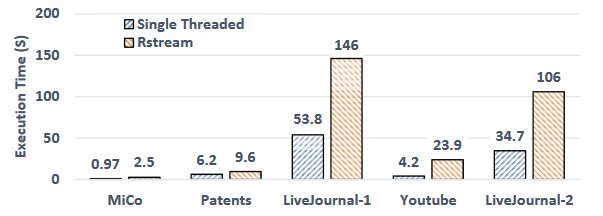 Execution Time (S)
200
150
100
50
0
Single Threaded
Rstream
0.97
2.5
6.2
9.6
53.8
146
4.2
23.9
34.7
106
MiCo
Patents
LiveJournal-1
Youtube
LiveJournal-2